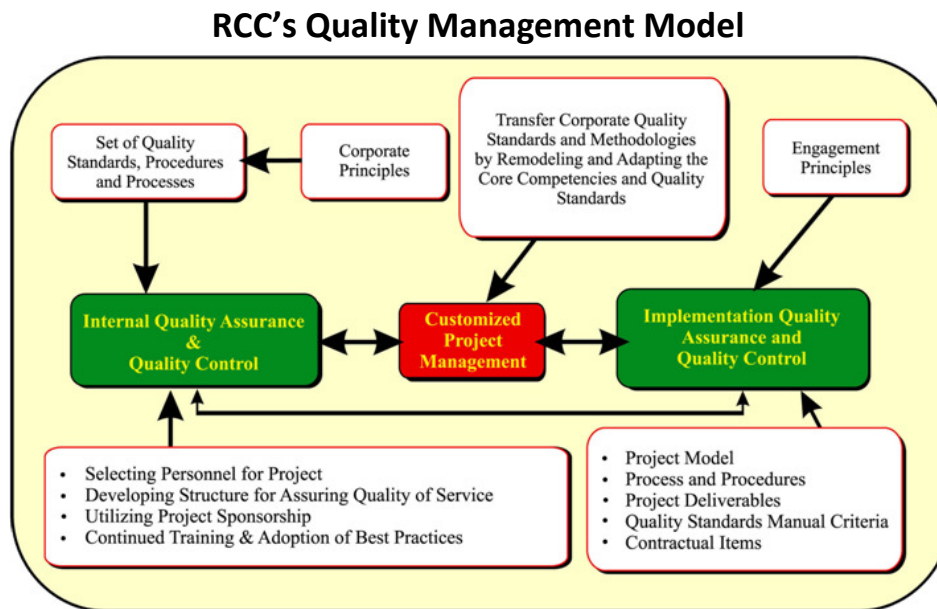 RCC’s Quality Management Model
Set of Quality
Standards, Procedures
and Processes
Corporate
Principles
Transfer Corporate Quality
Standards and Methodologies
by Remodeling and Adapting the
Core Competencies and Quality
Standards
Engagement
Principles
Internal Quality Assurance
&
Quality Control
Customized
Project
Management
Implementation Quality
Assurance and
Quality Control
• Selecting Personnel for Project
• Developing Structure for Assuring Quality of Service
• Utilizing Project Sponsorship
• Continued Training & Adoption of Best Practices
• Project Model
• Process and Procedures
• Project Deliverables
• Quality Standards Manual Criteria
• Contractual Items